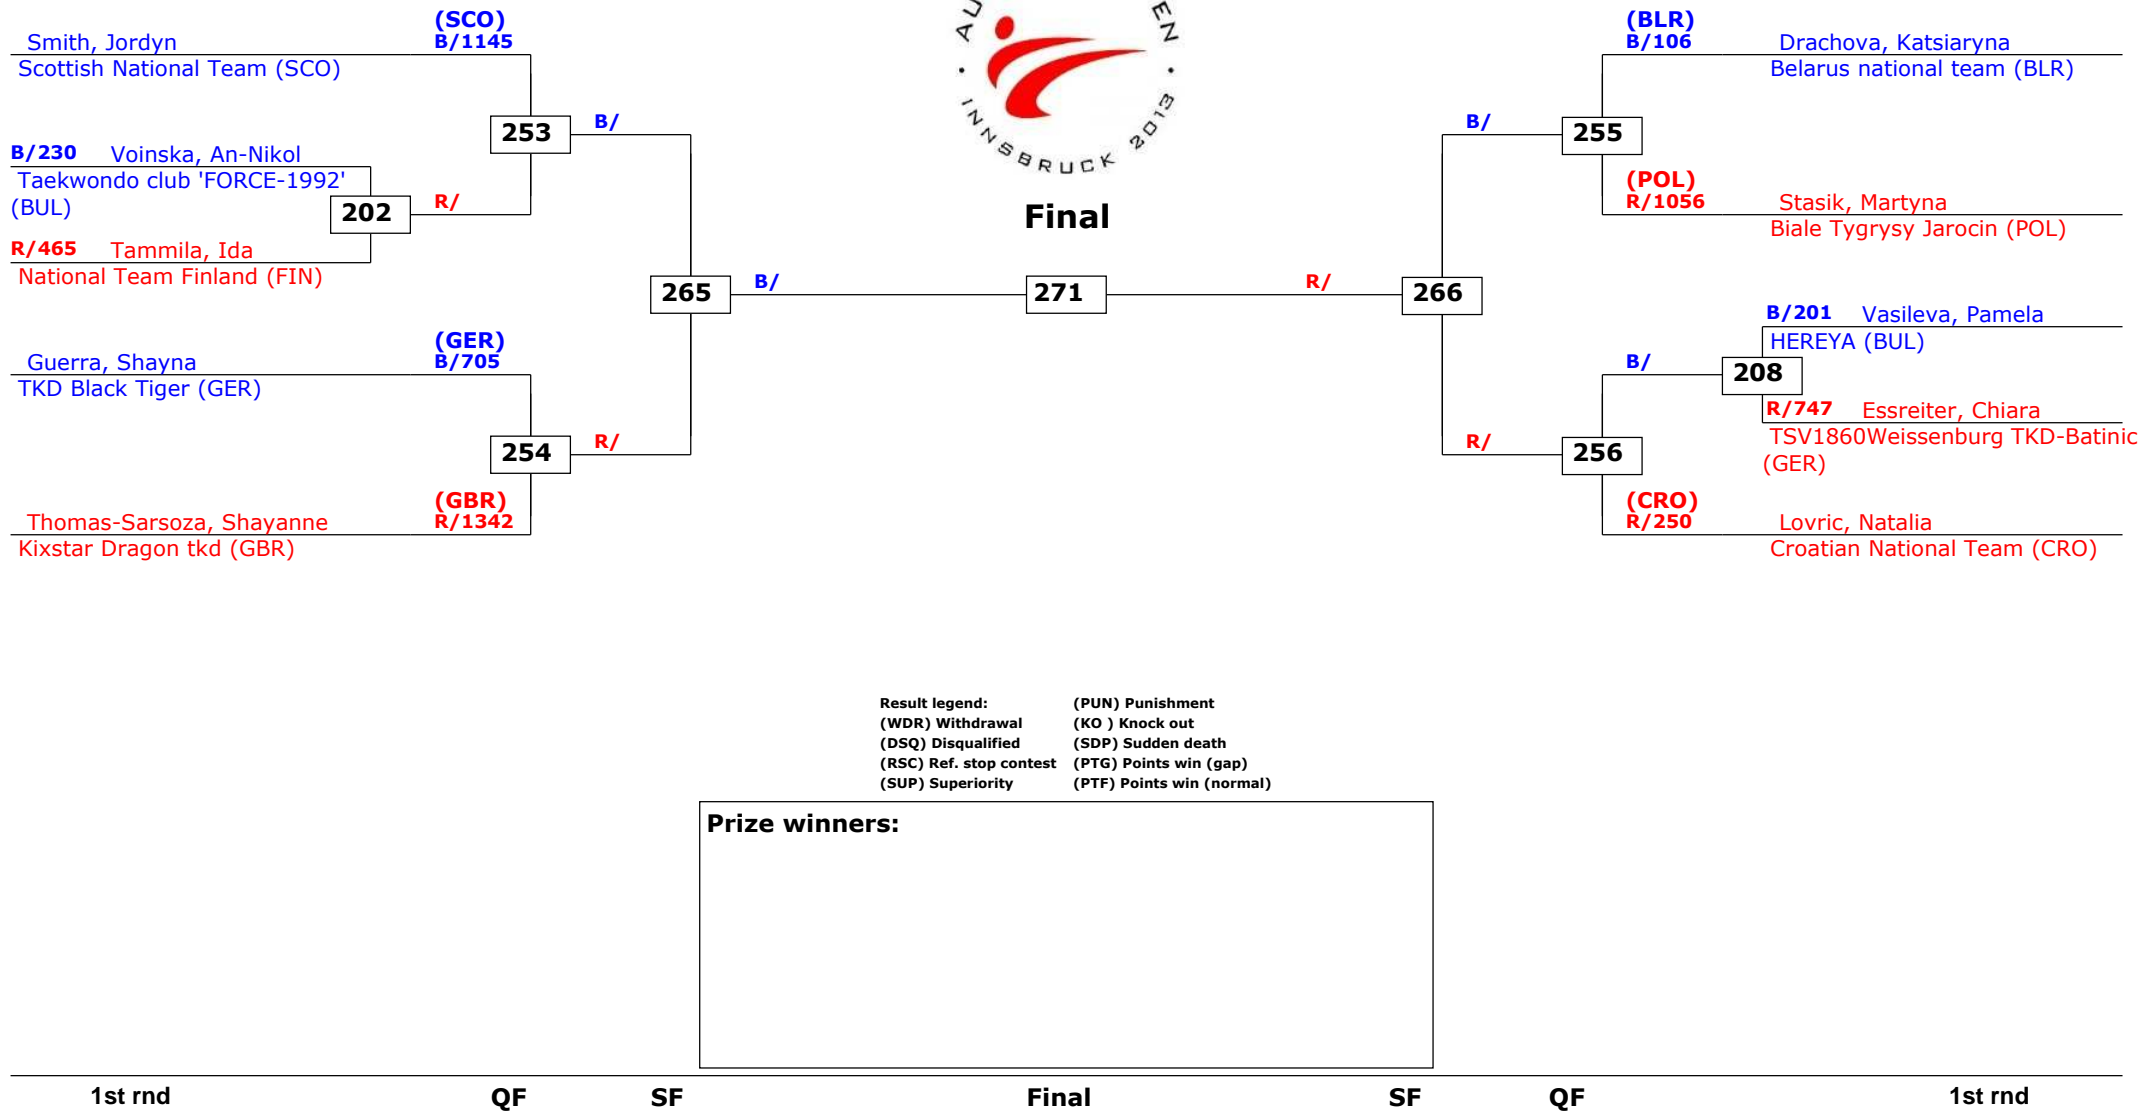 (SCO)
Smith, Jordyn B/1145
Scottish National Team (SCO)
253
B/
B/230 Voinska, An-Nikol
Taekwondo club 'FORCE-1992'
(BUL)
202
R/
R/465 Tammila, Ida
National Team Finland (FIN)
265
B/
(GER)
Guerra, Shayna B/705
TKD Black Tiger (GER)
254
R/
(GBR)
Thomas-Sarsoza, Shayanne R/1342
Kixstar Dragon tkd (GBR)
INNSBRUCK 2013
Final
271
R/
266
(BLR)
B/106 Drachova, Katsiaryna
Belarus national team (BLR)
B/
255
(POL)
R/1056 Stasik, Martyna
Biale Tygrysy Jarocin (POL)
B/201 Vasileva, Pamela
HEREYA (BUL)
B/
208
R/747 Essreiter, Chiara
TSV1860Weissenburg TKD-Batinic
(GER)
R/
256
(CRO)
R/250 Lovric, Natalia
Croatian National Team (CRO)
Result legend: (PUN) Punishment
(WDR) Withdrawal (KO ) Knock out
(DSQ) Disqualified (SDP) Sudden death
(RSC) Ref. stop contest (PTG) Points win (gap)
(SUP) Superiority (PTF) Points win (normal)
Prize winners:
1st rnd QF SF Final SF QF 1st rnd